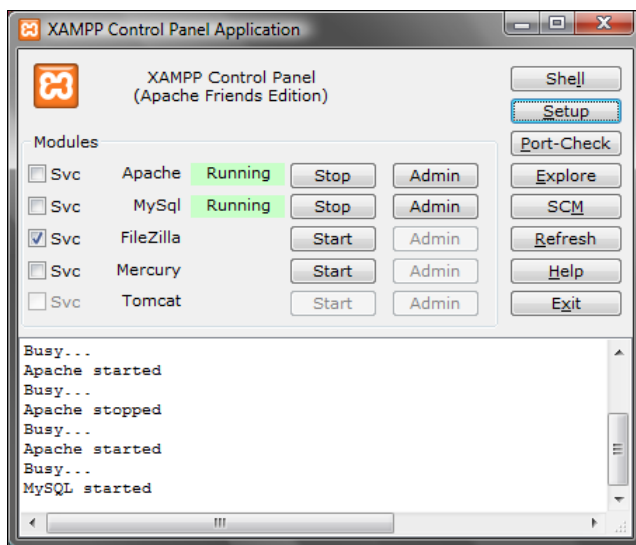 XAMPP Control Panel Application
XAMPP Control Panel
(Apache Friends Edition)
Shell
Setup
Modules
Port-Check
Svc Apache Running Stop Admin Explore
Svc MySql Running Stop Admin SCM
Svc FileZilla Start Admin Refresh
Svc Mercury Start Admin Help
Svc Tomcat Start Admin Exit
Busy...
Apache started
Busy...
Apache stopped
Busy...
Apache started
Busy...
MySQL started